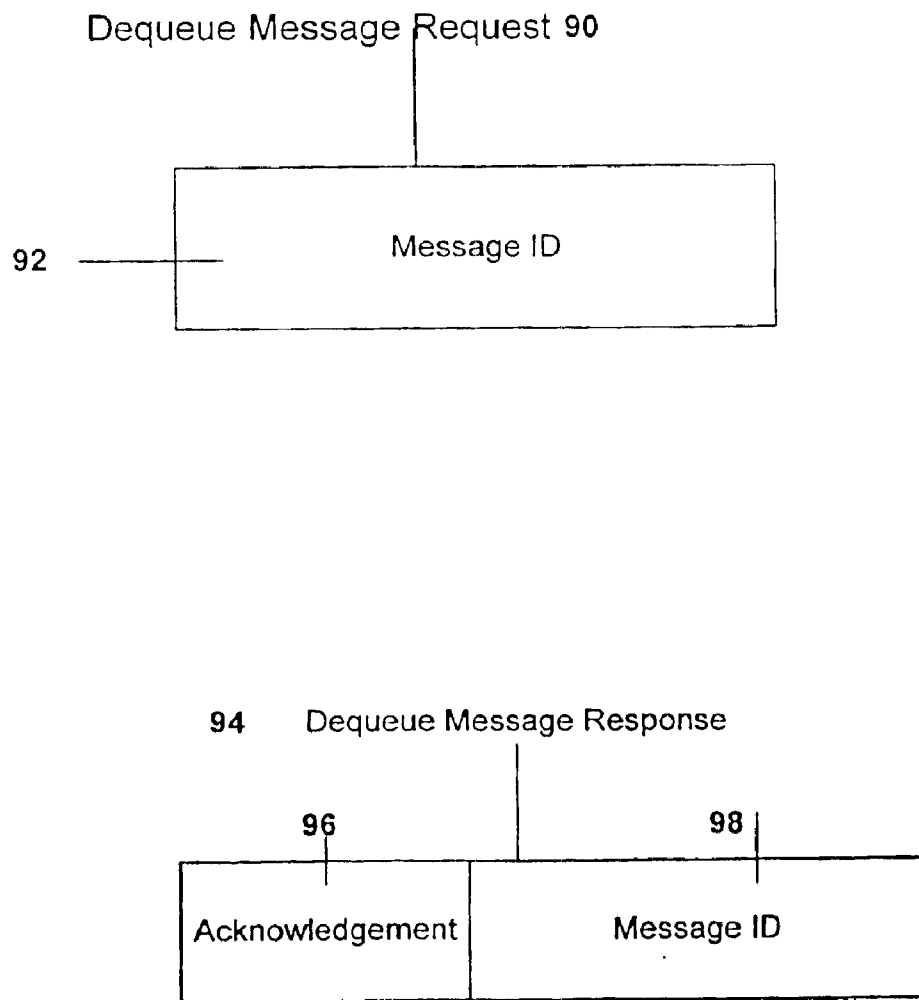 Dequeue Message Request 90
92 Message ID
94 Dequeue Message Response
96 98
Acknowledgement Message ID